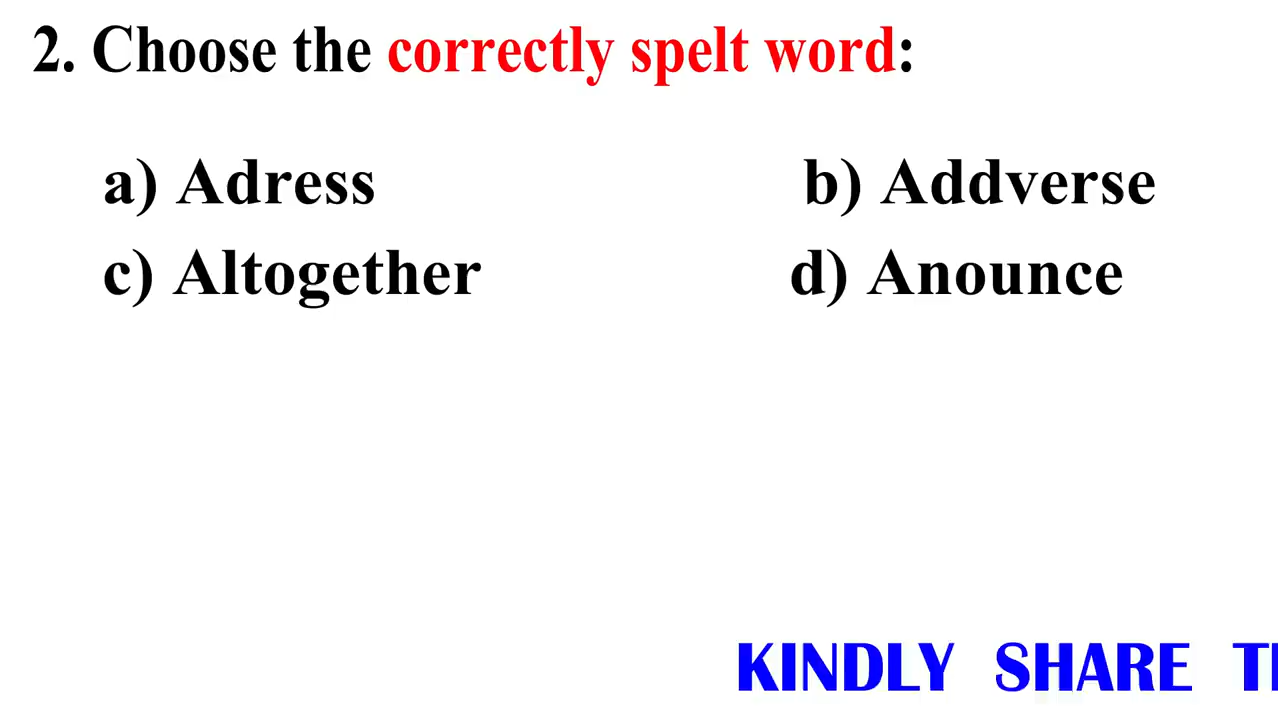 2. Choose the correctly spelt word:
a) Adress b) Addverse
c) Altogether d) Anounce
KINDLY SHARE